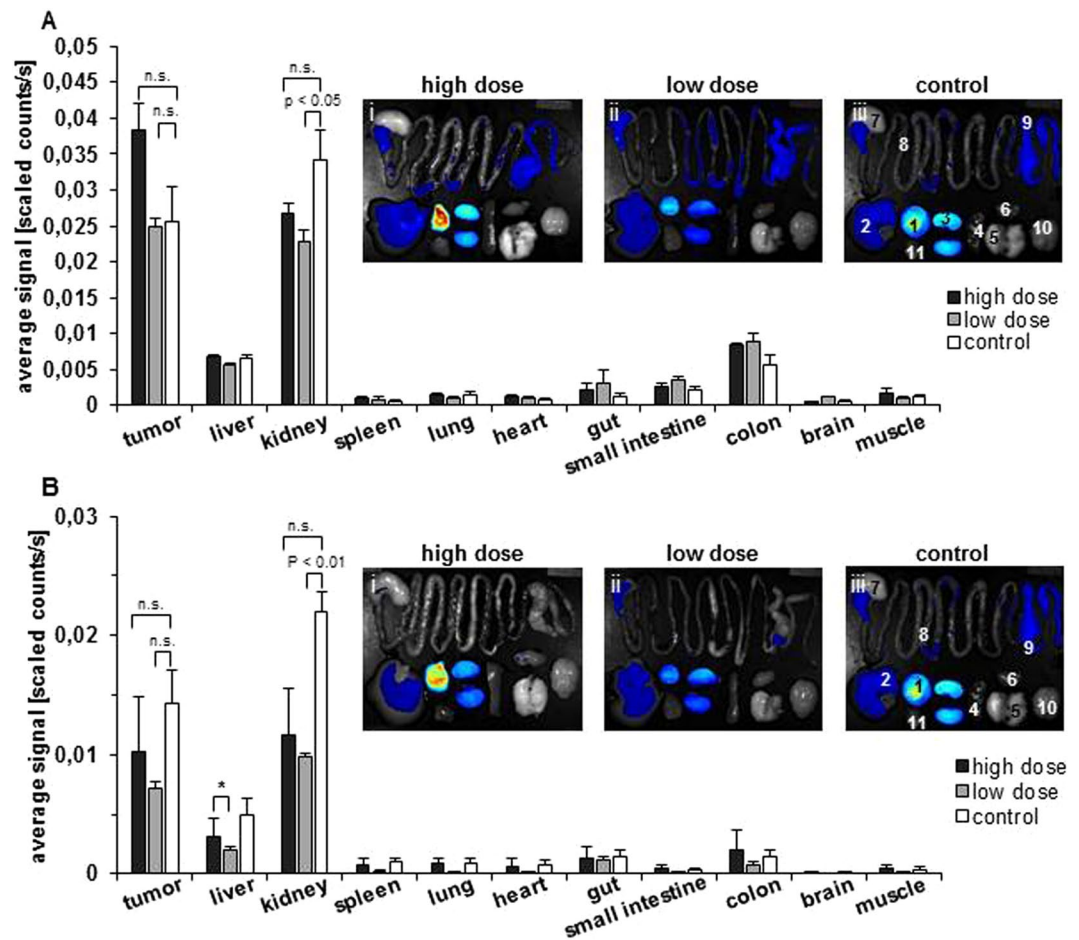 A
average signal [scaled counts/s]
0,05
0,045
0,04
0,035
0,03
0,025
0,02
0,015
0,01
0,005
0
n.s.
n.s.
n.s.
p < 0.05
high dose
low dose
control
i
ii
iii
7
8
9
2
1
3
4
5
6
10
11
high dose
low dose
control
tumor
liver
kidney
spleen
lung
heart
gut
small intestine
colon
brain
muscle
B
average signal [scaled counts/s]
0,03
0,02
0,01
0
n.s.
n.s.
*
n.s.
P < 0.01
high dose
low dose
control
i
ii
iii
7
8
9
2
1
6
4
5
10
11
high dose
low dose
control
tumor
liver
kidney
spleen
lung
heart
gut
small intestine
colon
brain
muscle